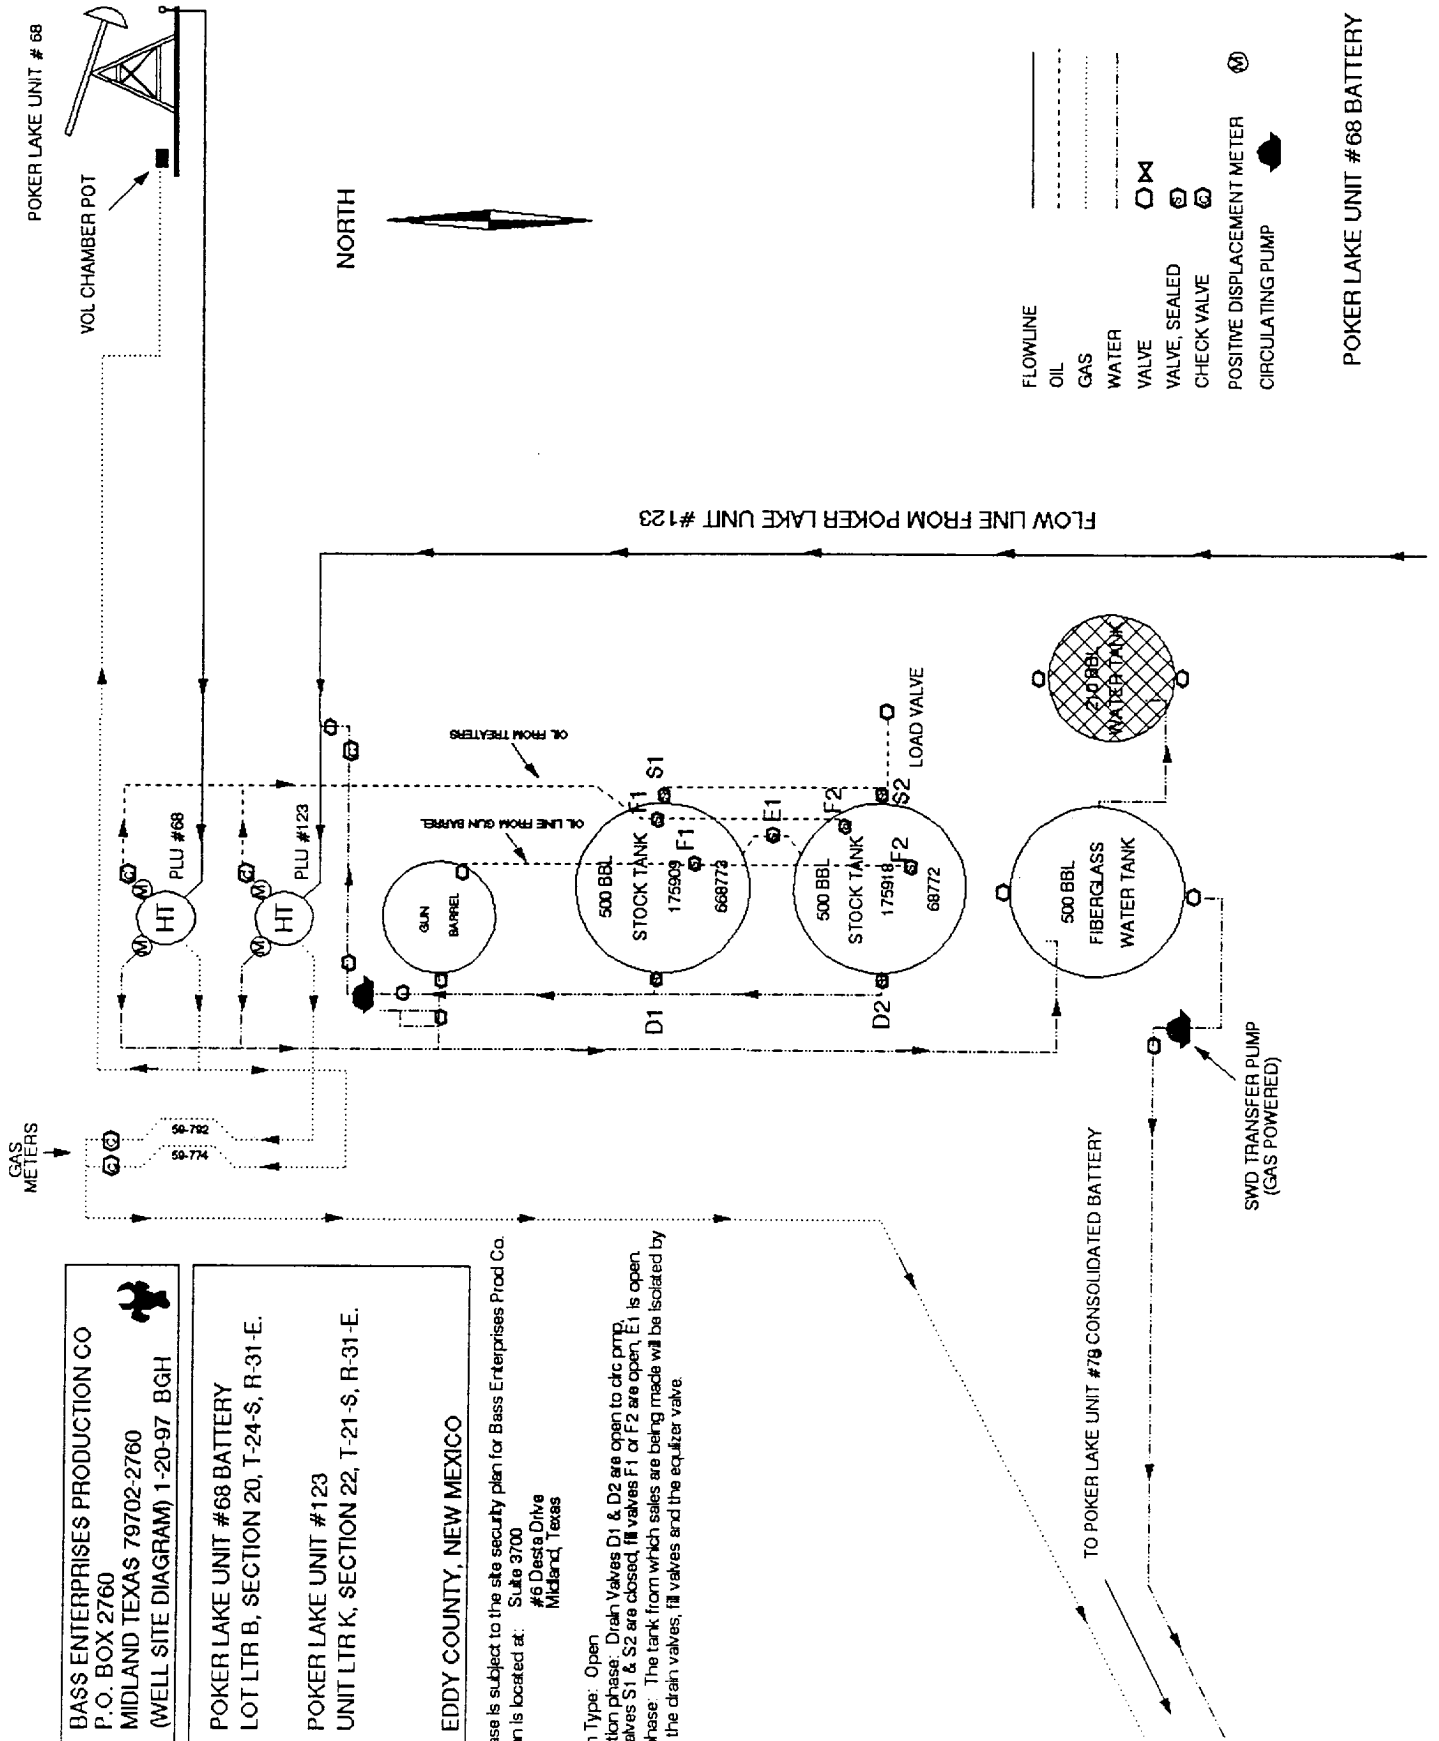 BASS ENTERPRISES PRODUCTION CO
P.O. BOX 2760
MIDLAND TEXAS 79702-2760
(WELL SITE DIAGRAM) 1-20-97 BGH
POKER LAKE UNIT #68 BATTERY
LOT LTR B, SECTION 20, T-24-S, R-31-E.
POKER LAKE UNIT #123
UNIT LTR K, SECTION 22, T-21-S, R-31-E.
EDDY COUNTY, NEW MEXICO
is subject to the site security plan for Bass Enterprises Prod Co.
is located at: Suite 3700
#6 Desta Drive
Midland, Texas
Type: Open
phase: Drain Valves D1 & D2 are open to circ pmp,
S1 & S2 are closed, fill valves F1 or F2 are open, E1 is open.
The tank from which sales are being made will be isolated by
the drain valves, fill valves and the equlizer valve.
GAS
METERS
59-792
59-774
POKER LAKE UNIT # 68
VOL CHAMBER POT
NORTH
HT
M
M
C
PLU #68
HT
M
M
C
PLU #123
GUN
BARREL
OIL FROM TREATERS
OIL LINE FROM GUN BARREL
500 BBL
STOCK TANK
175909
668773
F1
F1
S1
D1
E1
500 BBL
STOCK TANK
175918
68772
F2
F2
S2
D2
LOAD VALVE
500 BBL
FIBERGLASS
WATER TANK
210 BBL
WATER TANK
FLOW LINE FROM POKER LAKE UNIT #123
SWD TRANSFER PUMP
(GAS POWERED)
TO POKER LAKE UNIT #78 CONSOLIDATED BATTERY
FLOWLINE
OIL
GAS
WATER
VALVE
VALVE, SEALED S
CHECK VALVE C
POSITIVE DISPLACEMENT METER M
CIRCULATING PUMP
POKER LAKE UNIT #68 BATTERY